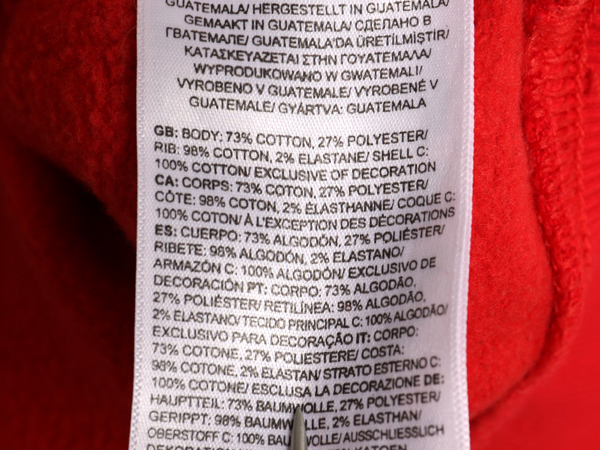 GUATEMALA/ HERGESTELLT IN GUATEMALA/
GEMAAKT IN GUATEMALA/ СДЕЛАНО В
ГВАТЕМАЛЕ/ GUATEMALA'DA ÜRETİLMİŞTİR/
ΚΑΤΑΣΚΕΥΑΖΕΤΑΙ ΣΤΗΝ ΓΟΥΑΤΕΜΑΛΑ/
WYPRODUKOWANO W GWATEMALI/
VYROBENO V GUATEMALE/ VYROBENÉ V
GUATEMALE/ GYÁRTVA: GUATEMALA
GB: BODY: 73% COTTON, 27% POLYESTER/
RIB: 98% COTTON, 2% ELASTANE/ SHELL C:
100% COTTON/ EXCLUSIVE OF DECORATION
CA: CORPS: 73% COTON, 27% POLYESTER/
CÔTE: 98% COTON, 2% ÉLASTHANNE/ COQUE C:
100% COTON/ À L'EXCEPTION DES DÉCORATIONS
ES: CUERPO: 73% ALGODÓN, 27% POLIÉSTER/
RIBETE: 98% ALGODÓN, 2% ELASTANO/
ARMAZÓN C: 100% ALGODÓN/ EXCLUSIVO DE
DECORACIÓN PT: CORPO: 73% ALGODÃO,
27% POLIÉSTER/ RETILÍNEA: 98% ALGODÃO,
2% ELASTANO/TECIDO PRINCIPAL C: 100% ALGODÃO/
EXCLUSIVO PARA DECORAÇÃO IT: CORPO:
73% COTONE, 27% POLIESTERE/ COSTA:
98% COTONE, 2% ELASTAN/ STRATO ESTERNO C:
100% COTONE/ ESCLUSA LA DECORAZIONE DE:
HAUPTTEIL: 73% BAUMWOLLE, 27% POLYESTER/
GERIPPT: 98% BAUMWOLLE, 2% ELASTHAN/
OBERSTOFF C: 100% BAUMWOLLE/ AUSSCHLIESSLICH